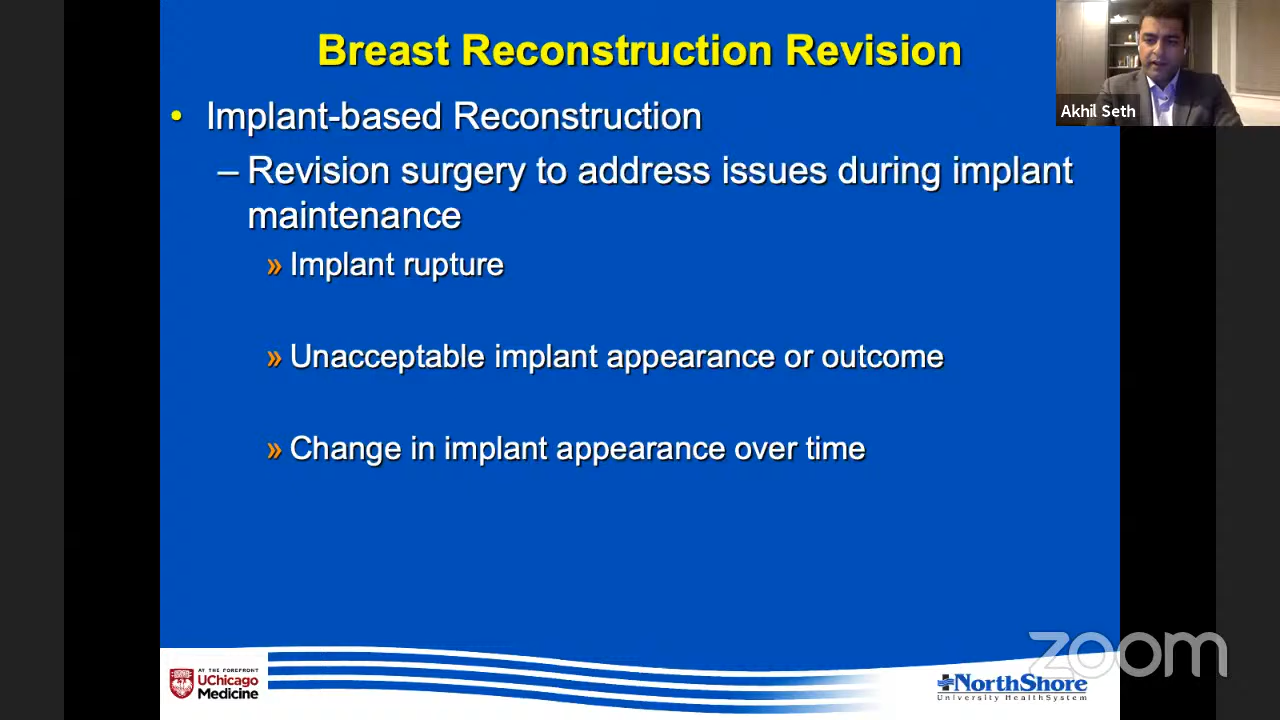 Breast Reconstruction Revision
• Implant-based Reconstruction
– Revision surgery to address issues during implant
maintenance
» Implant rupture
» Unacceptable implant appearance or outcome
» Change in implant appearance over time
Akhil Seth
AT THE FOREFRONT
UChicago
Medicine
zoom
NorthShore
University HealthSystem